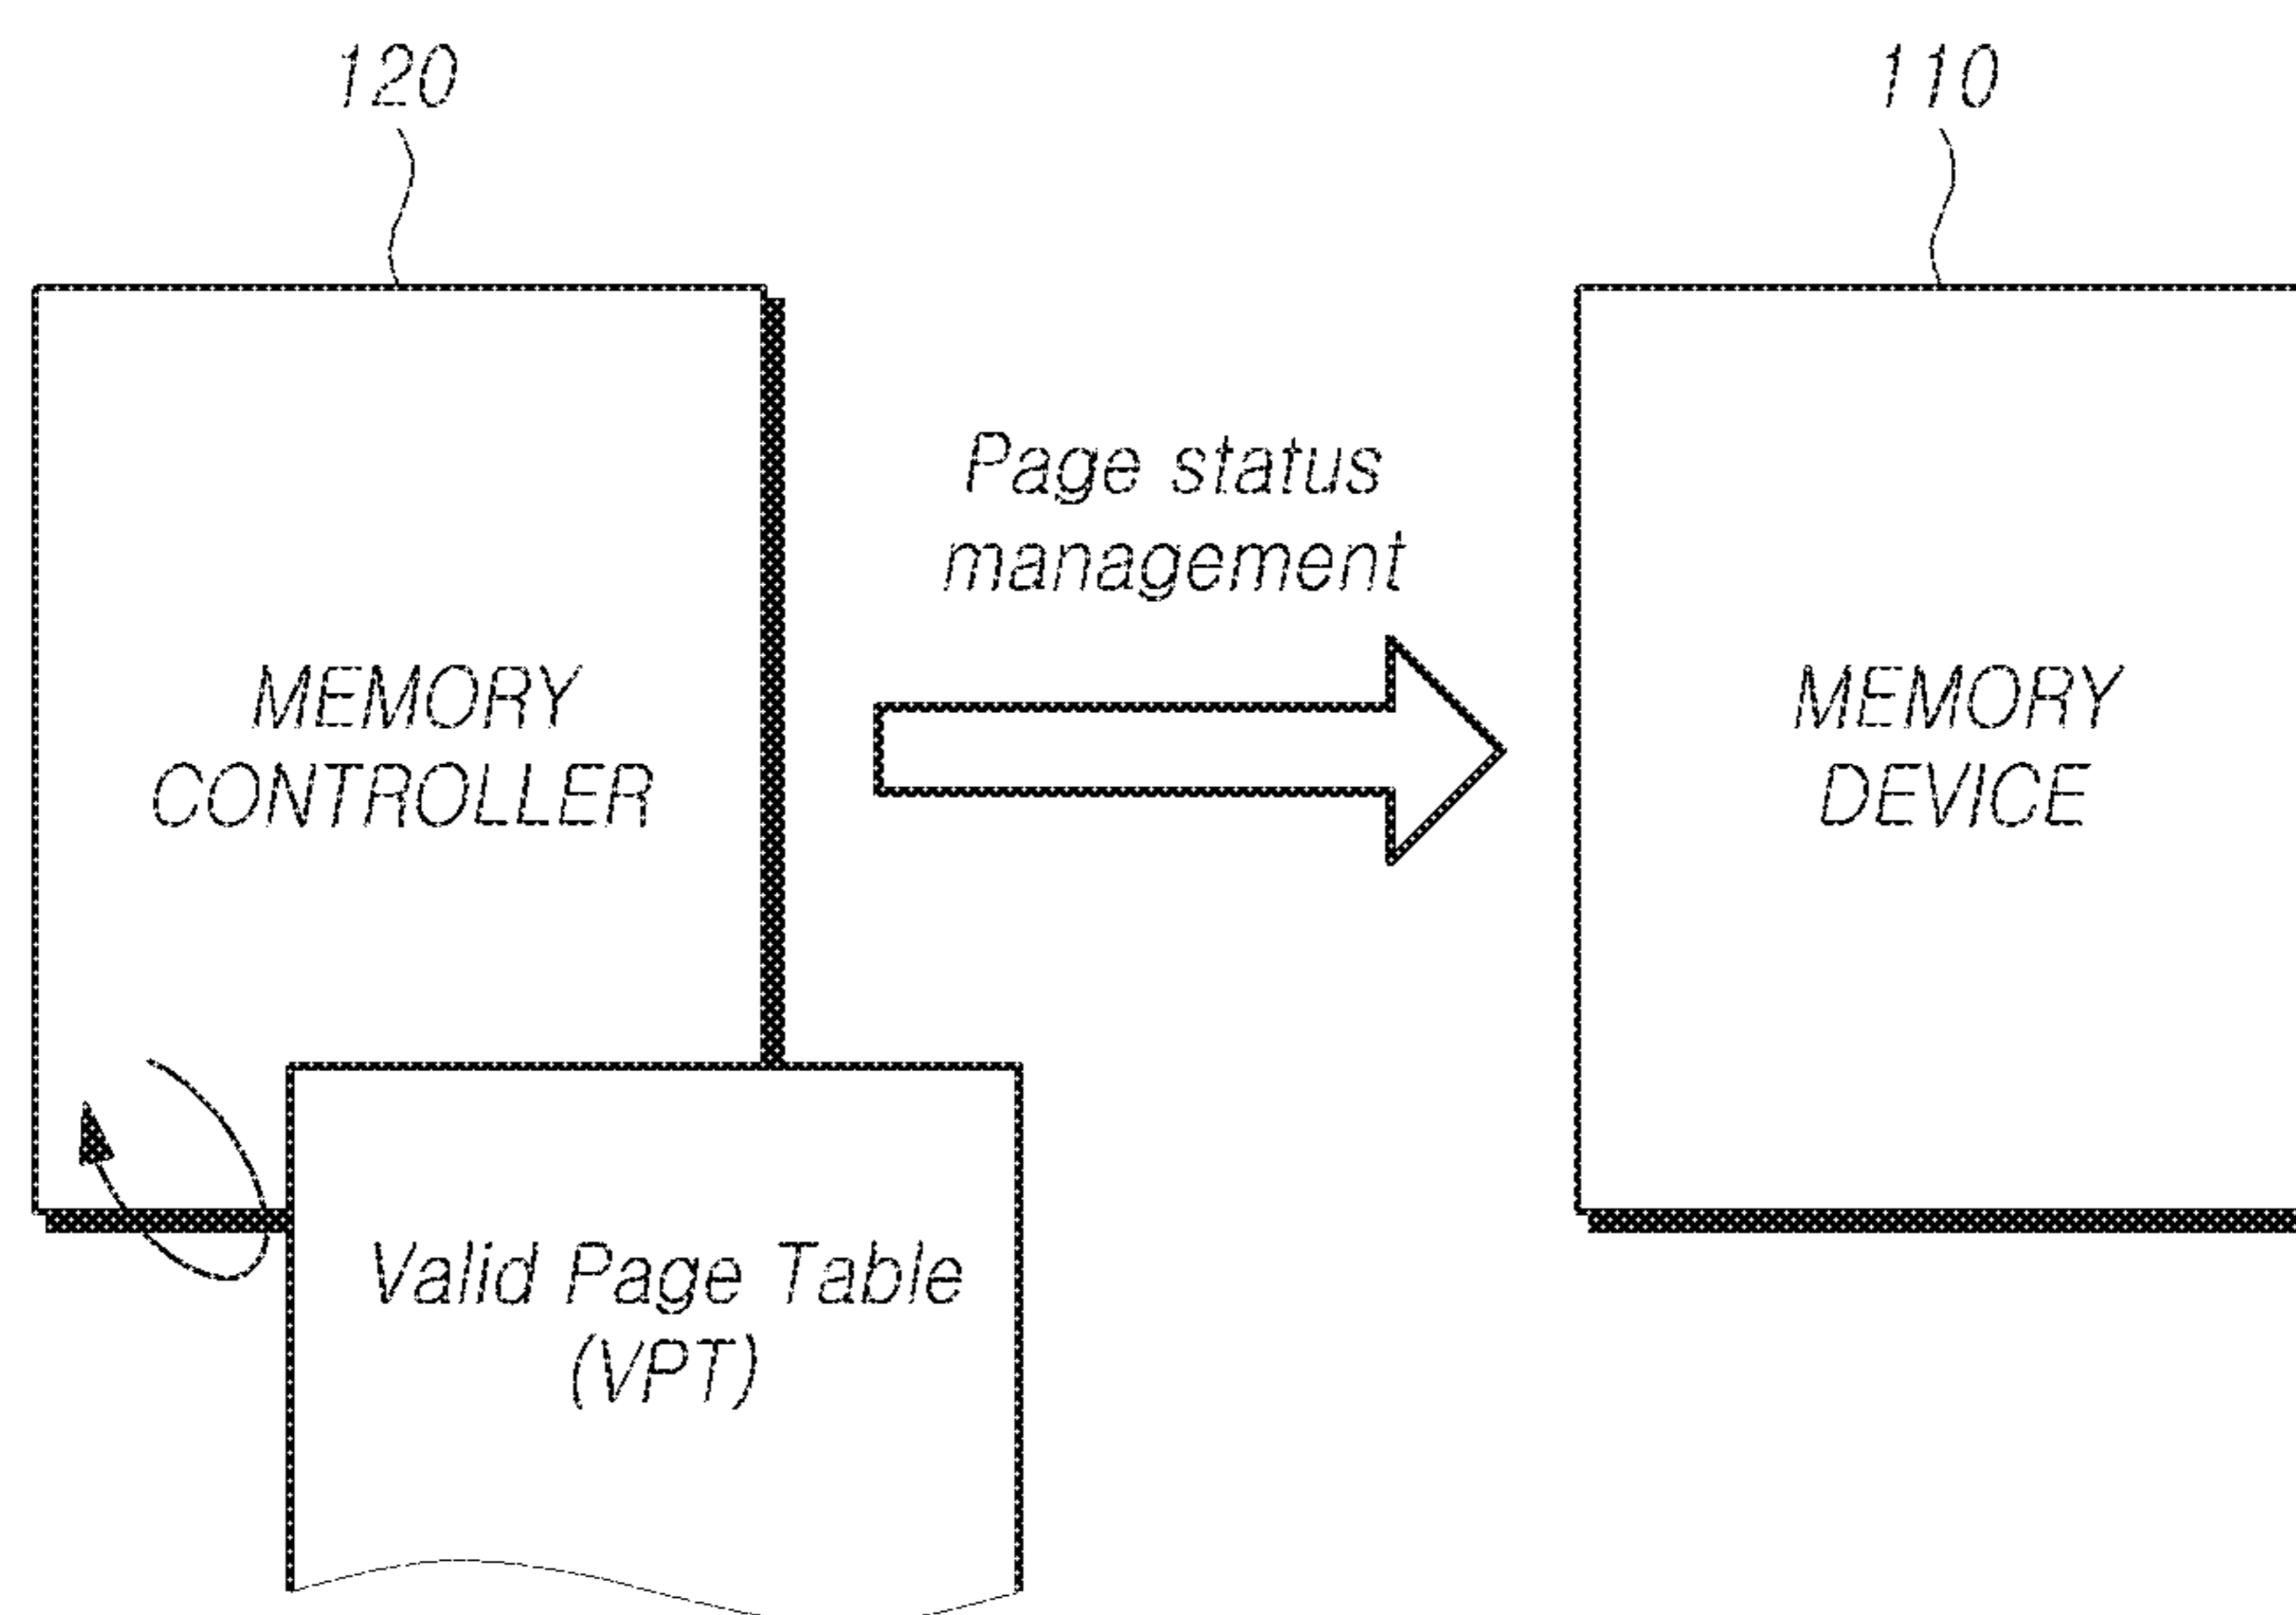 120
110
Page status
management
MEMORY
CONTROLLER
MEMORY
DEVICE
Valid Page Table
(VPT)